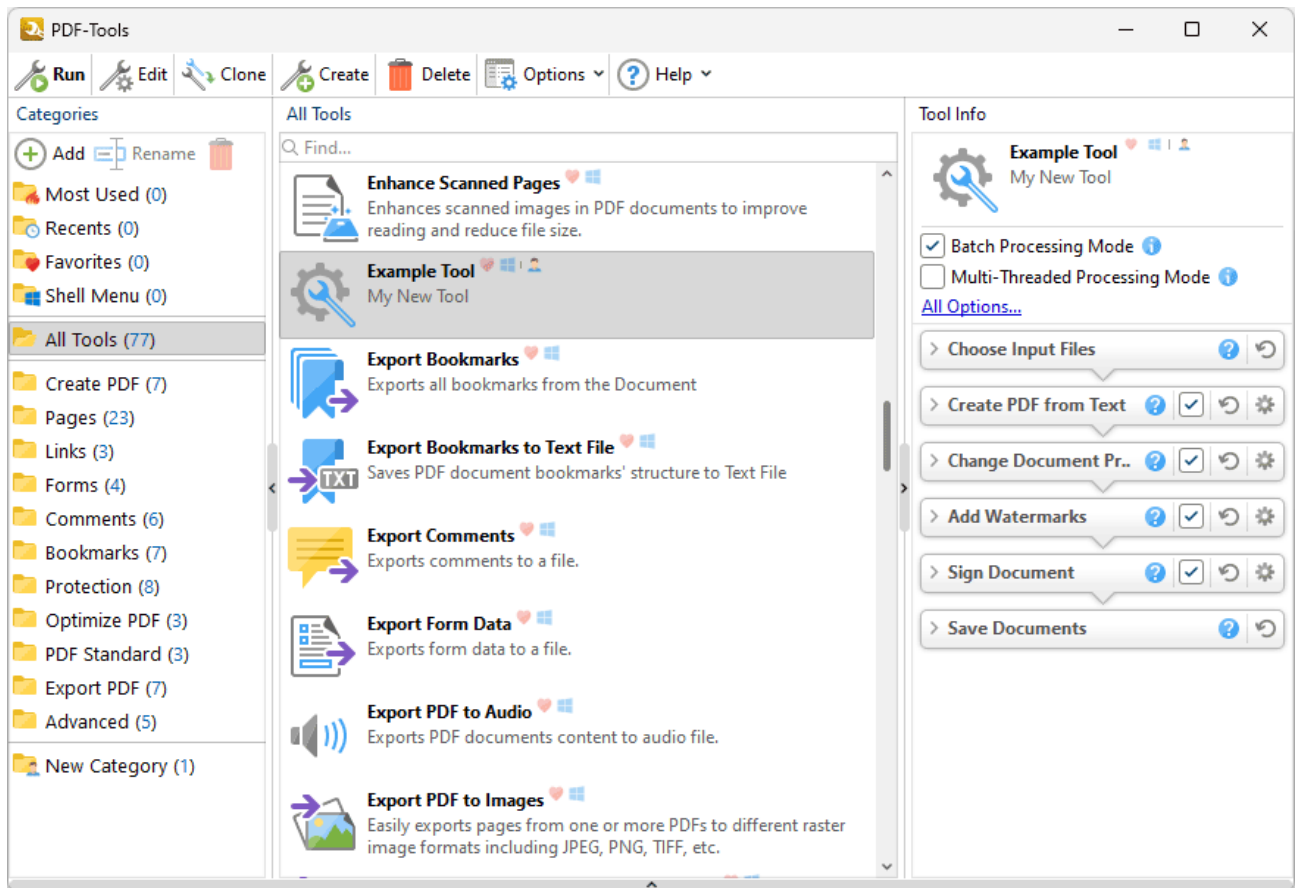 PDF-Tools
Run Edit Clone Create Delete Options Help
Categories
Add Rename
Most Used (0)
Recents (0)
Favorites (0)
Shell Menu (0)
All Tools (77)
Create PDF (7)
Pages (23)
Links (3)
Forms (4)
Comments (6)
Bookmarks (7)
Protection (8)
Optimize PDF (3)
PDF Standard (3)
Export PDF (7)
Advanced (5)
New Category (1)
All Tools
Find...
Enhance Scanned Pages
Enhances scanned images in PDF documents to improve
reading and reduce file size.
Example Tool
My New Tool
Export Bookmarks
Exports all bookmarks from the Document
Export Bookmarks to Text File
TXT
Saves PDF document bookmarks' structure to Text File
Export Comments
Exports comments to a file.
Export Form Data
Exports form data to a file.
Export PDF to Audio
Exports PDF documents content to audio file.
Export PDF to Images
Easily exports pages from one or more PDFs to different raster
image formats including JPEG, PNG, TIFF, etc.
Tool Info
Example Tool
My New Tool
Batch Processing Mode
Multi-Threaded Processing Mode
All Options...
Choose Input Files
Create PDF from Text
Change Document Pr..
Add Watermarks
Sign Document
Save Documents